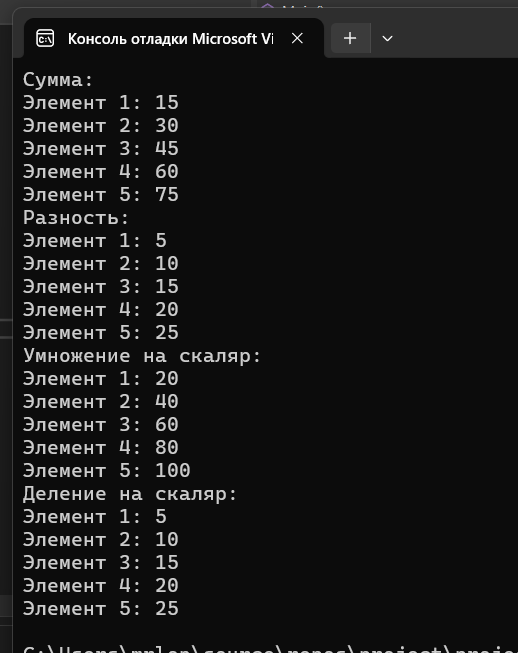 Консоль отладки Microsoft Vi
Сумма:
Элемент 1: 15
Элемент 2: 30
Элемент 3: 45
Элемент 4: 60
Элемент 5: 75
Разность:
Элемент 1: 5
Элемент 2: 10
Элемент 3: 15
Элемент 4: 20
Элемент 5: 25
Умножение на скаляр:
Элемент 1: 20
Элемент 2: 40
Элемент 3: 60
Элемент 4: 80
Элемент 5: 100
Деление на скаляр:
Элемент 1: 5
Элемент 2: 10
Элемент 3: 15
Элемент 4: 20
Элемент 5: 25